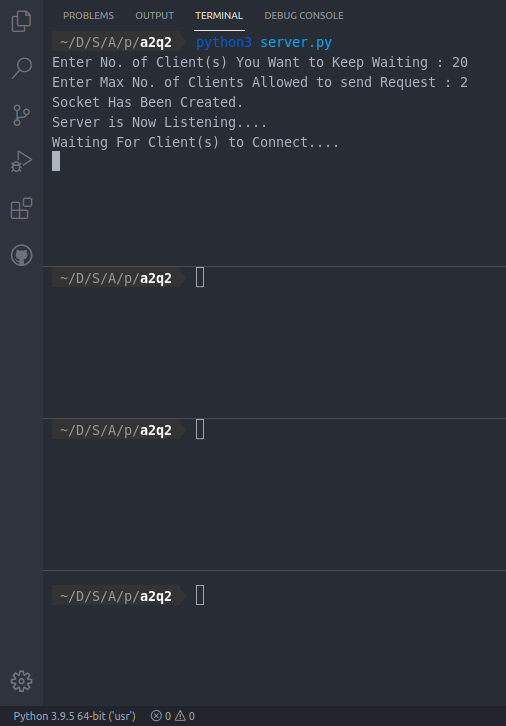 PROBLEMS OUTPUT TERMINAL DEBUG CONSOLE
~/D/S/A/p/a2q2 python3 server.py
Enter No. of Client(s) You Want to Keep Waiting : 20
Enter Max No. of Clients Allowed to send Request : 2
Socket Has Been Created.
Server is Now Listening....
Waiting For Client(s) to Connect....
~/D/S/A/p/a2q2
~/D/S/A/p/a2q2
~/D/S/A/p/a2q2
Python 3.9.5 64-bit ('usr') 0 0